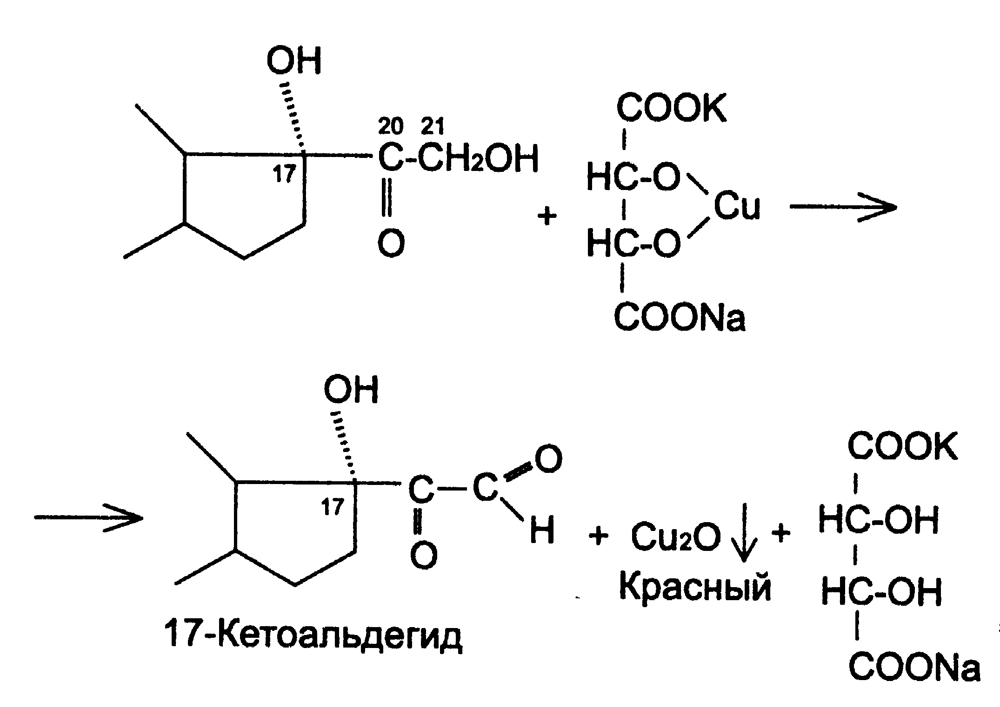 OH
20 21
17
C-CH₂OH
O
+
COOK
HC-O
Cu
HC-O
COONa
OH
17
C-C
O
H
O
+ Cu₂O ↓ +
Красный
17-Кетоальдегид
COOK
HC-OH
HC-OH
COONa